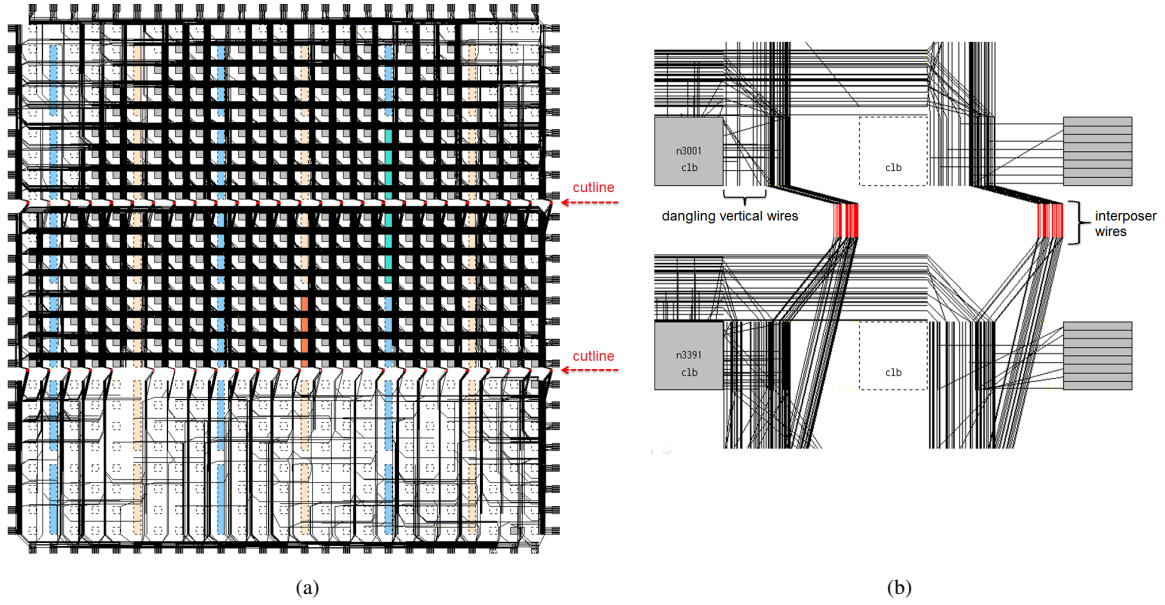 cutline
cutline
(a)
n3001
clb
clb
dangling vertical wires
interposer
wires
n3391
clb
clb
(b)